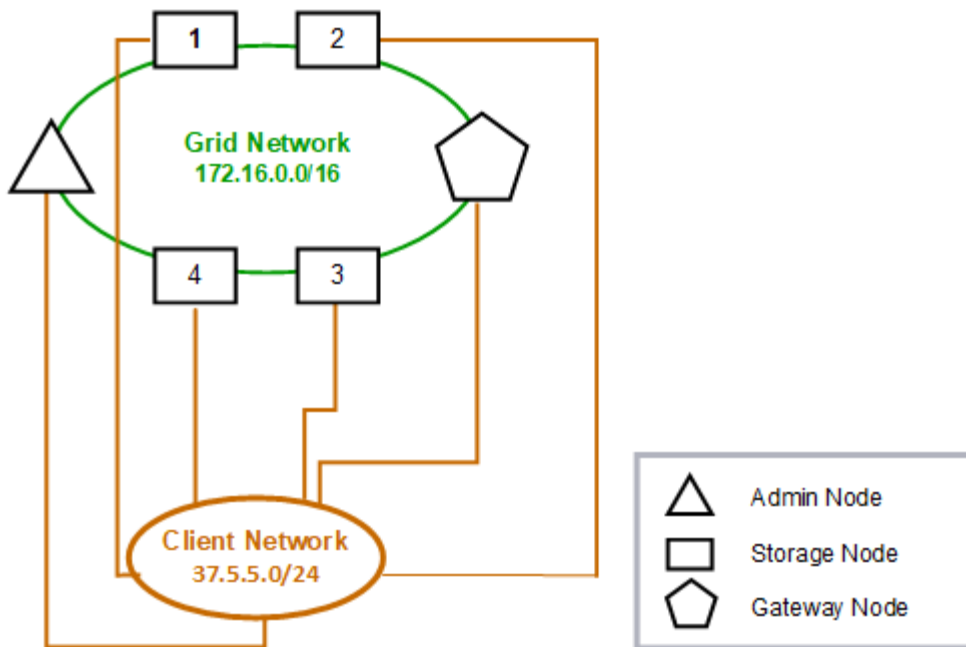 1
2
Grid Network
172.16.0.0/16
4
3
Client Network
37.5.5.0/24
Admin Node
Storage Node
Gateway Node